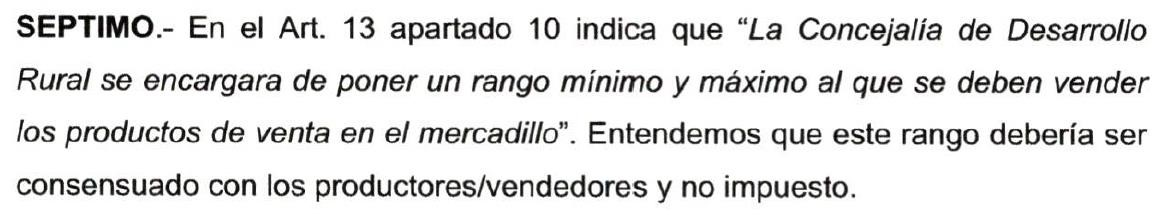 SEPTIMO.- En el Art. 13 apartado 10 indica que “La Concejalía de Desarrollo
Rural se encargara de poner un rango mínimo y máximo al que se deben vender
los productos de venta en el mercadillo”. Entendemos que este rango debería ser
consensuado con los productores/vendedores y no impuesto.